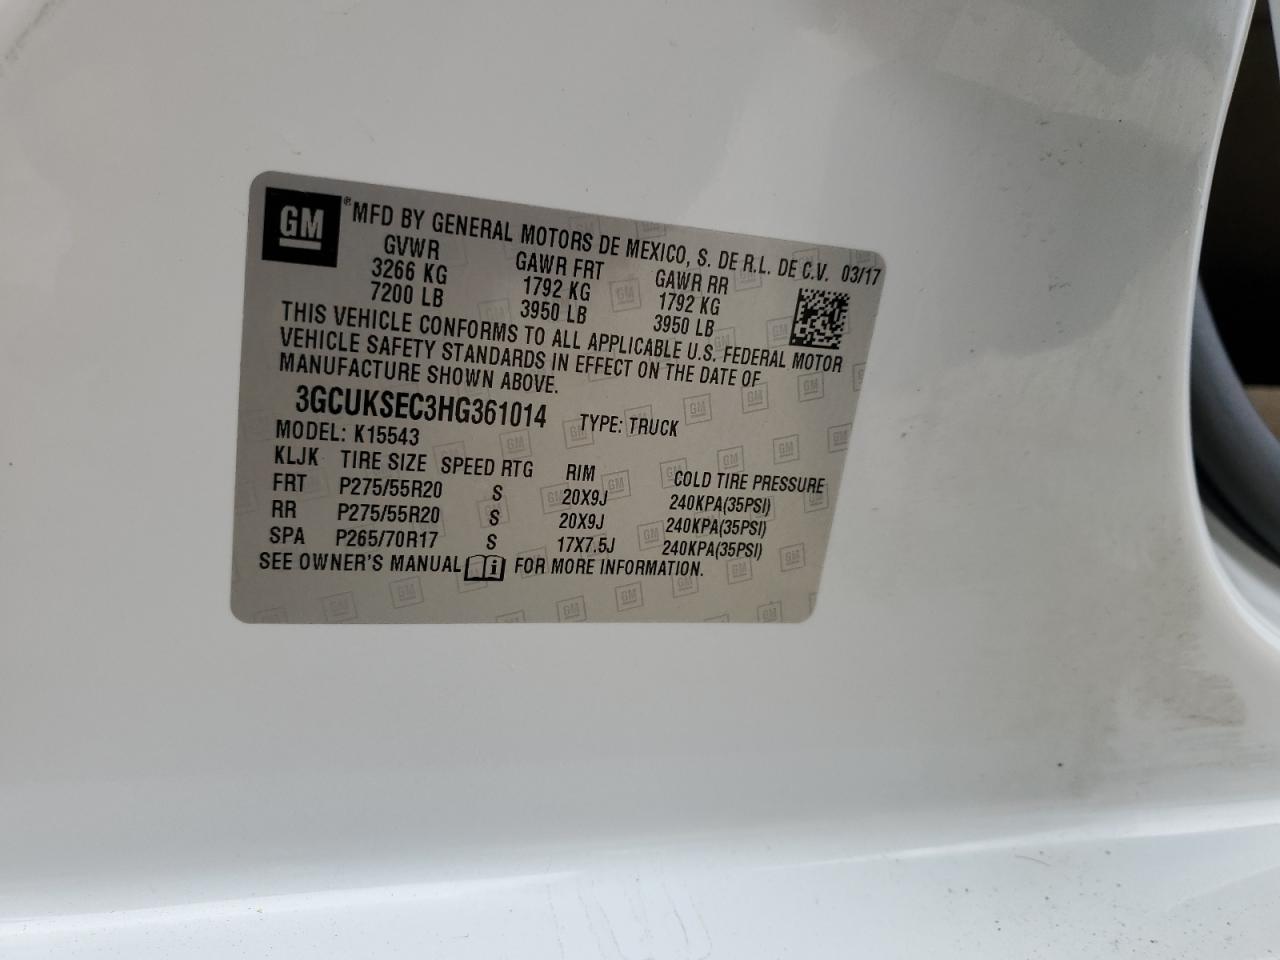 GM ® MFD BY GENERAL MOTORS DE MEXICO, S. DE R.L. DE C.V. 03/17
GVWR GAWR FRT GAWR RR
3266 KG 1792 KG 1792 KG
7200 LB 3950 LB 3950 LB
THIS VEHICLE CONFORMS TO ALL APPLICABLE U.S. FEDERAL MOTOR
VEHICLE SAFETY STANDARDS IN EFFECT ON THE DATE OF
MANUFACTURE SHOWN ABOVE.
3GCUKSEC3HG361014 TYPE: TRUCK
MODEL: K15543
KLJK TIRE SIZE SPEED RTG RIM COLD TIRE PRESSURE
FRT P275/55R20 S 20X9J 240KPA(35PSI)
RR P275/55R20 S 20X9J 240KPA(35PSI)
SPA P265/70R17 S 17X7.5J 240KPA(35PSI)
SEE OWNER'S MANUAL i FOR MORE INFORMATION.